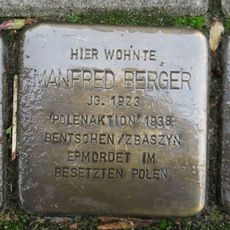 HIER WOHNTE
MANFRED BERGER
JG. 1923
'POLENAKTION' 1938
BENTSCHEN/ZBASZYN
ERMORDET IM
BESETZTEN POLEN